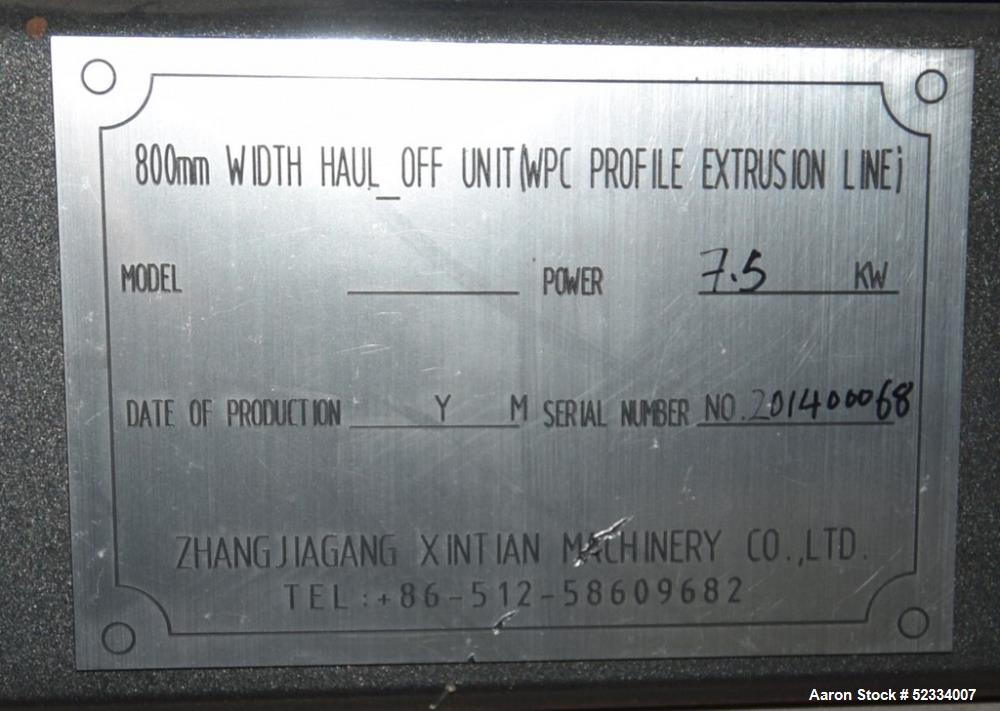 800mm WIDTH HAUL_OFF UNIT(WPC PROFILE EXTRUSION LINE)
MODEL POWER 7.5 KW
DATE OF PRODUCTION Y M SERIAL NUMBER NO.201400068
ZHANGJIAGANG XINTIAN MACHINERY CO.,LTD.
TEL:+86-512-58609682
Aaron Stock # 52334007